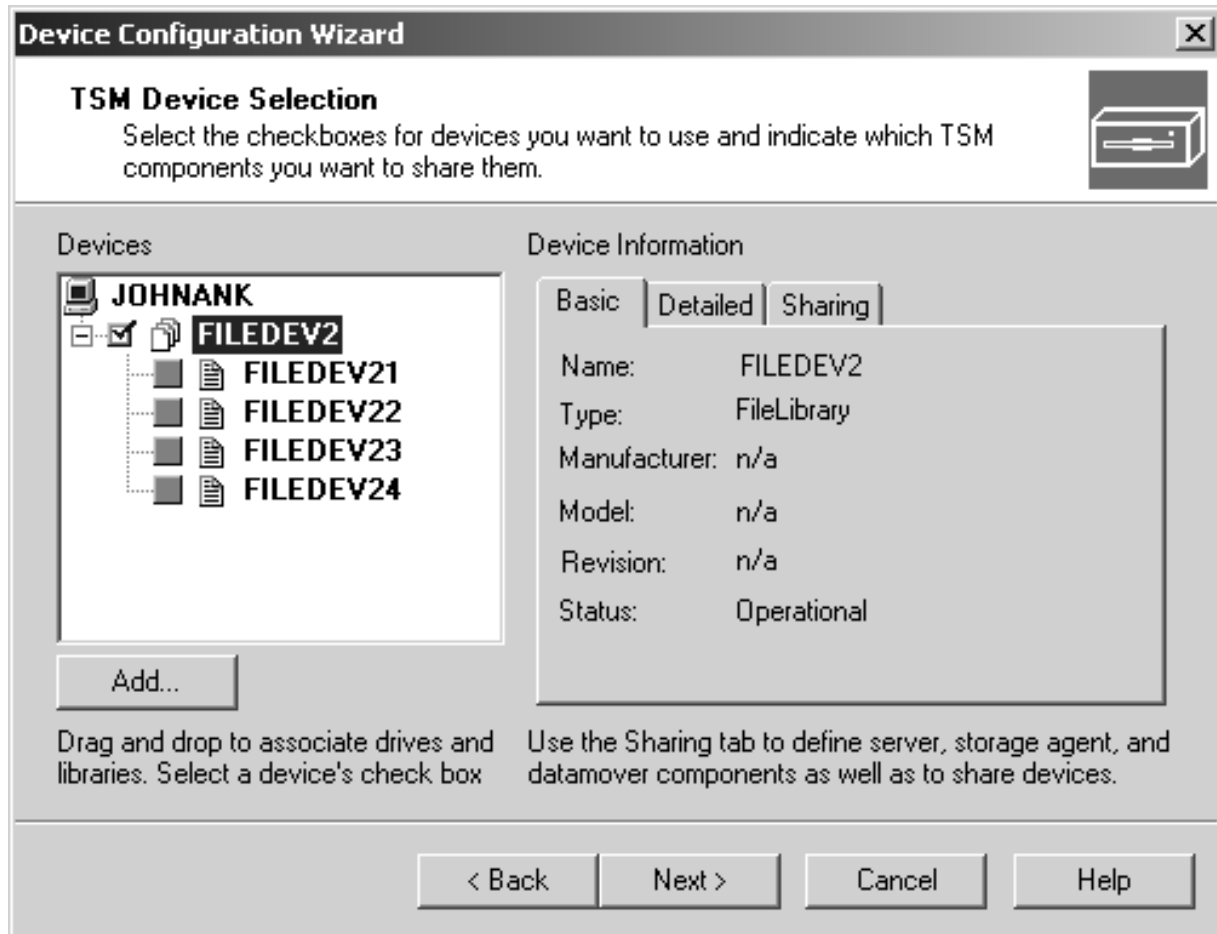 Device Configuration Wizard
TSM Device Selection
Select the checkboxes for devices you want to use and indicate which TSM
components you want to share them.
Devices
JOHNANK
FILEDEV2
FILEDEV21
FILEDEV22
FILEDEV23
FILEDEV24
Add...
Drag and drop to associate drives and
libraries. Select a device's check box
Device Information
Basic Detailed Sharing
Name: FILEDEV2
Type: FileLibrary
Manufacturer: n/a
Model: n/a
Revision: n/a
Status: Operational
Use the Sharing tab to define server, storage agent, and
datamover components as well as to share devices.
< Back Next > Cancel Help